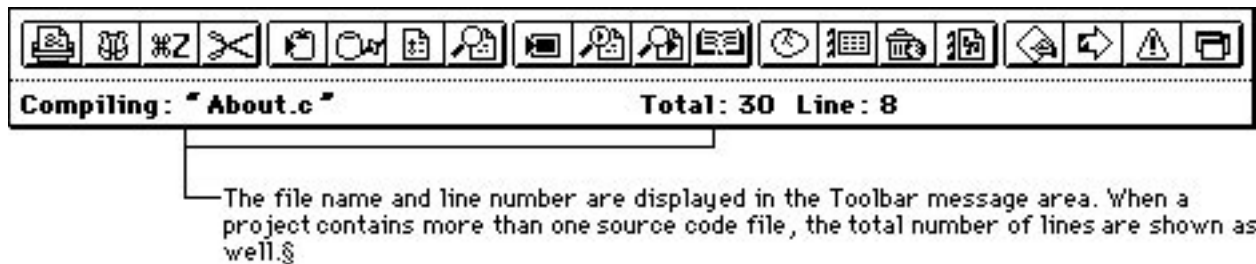 ⌘Z
Compiling: "About.c"
Total: 30 Line: 8
The file name and line number are displayed in the Toolbar message area. When a
project contains more than one source code file, the total number of lines are shown as
well.§